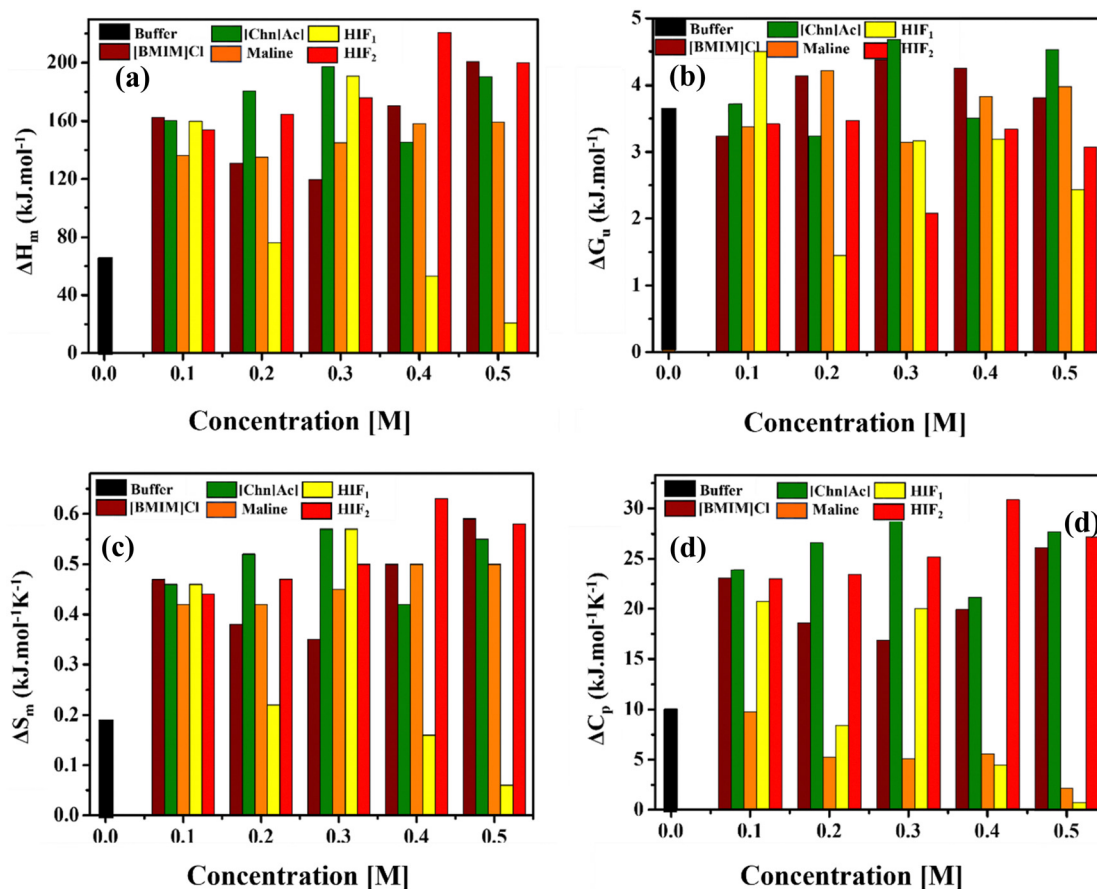 Buffer [Chn]Ac] HIF₁
[BMIM]Cl Maline HIF₂
(a)
ΔHₘ (kJ.mol⁻¹)
200
160
120
80
40
0
0.0 0.1 0.2 0.3 0.4 0.5
Concentration [M]
Buffer [Chn]Ac] HIF₁
[BMIM]Cl Maline HIF₂
(b)
ΔGᵤ (kJ.mol⁻¹)
5
4
3
2
1
0
0.0 0.1 0.2 0.3 0.4 0.5
Concentration [M]
Buffer [Chn]Ac] HIF₁
[BMIM]Cl Maline HIF₂
(c)
ΔSₘ (kJ.mol⁻¹K⁻¹)
0.6
0.5
0.4
0.3
0.2
0.1
0.0
0.0 0.1 0.2 0.3 0.4 0.5
Concentration [M]
Buffer [Chn]Ac] HIF₁
[BMIM]Cl Maline HIF₂
(d) (d)
ΔCₚ (kJ.mol⁻¹K⁻¹)
30
25
20
15
10
5
0
0.0 0.1 0.2 0.3 0.4 0.5
Concentration [M]